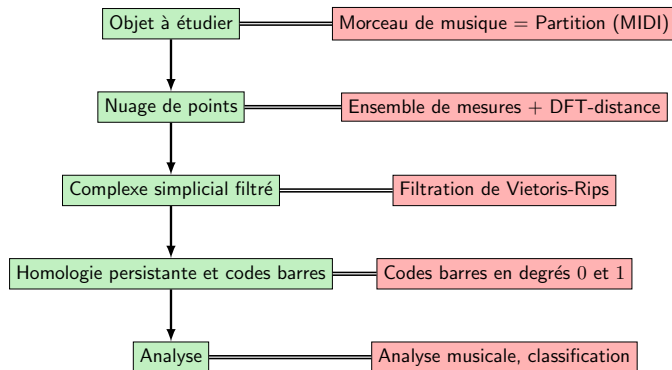 Objet à étudier
Morceau de musique = Partition (MIDI)
Nuage de points
Ensemble de mesures + DFT-distance
Complexe simplicial filtré
Filtration de Vietoris-Rips
Homologie persistante et codes barres
Codes barres en degrés 0 et 1
Analyse
Analyse musicale, classification